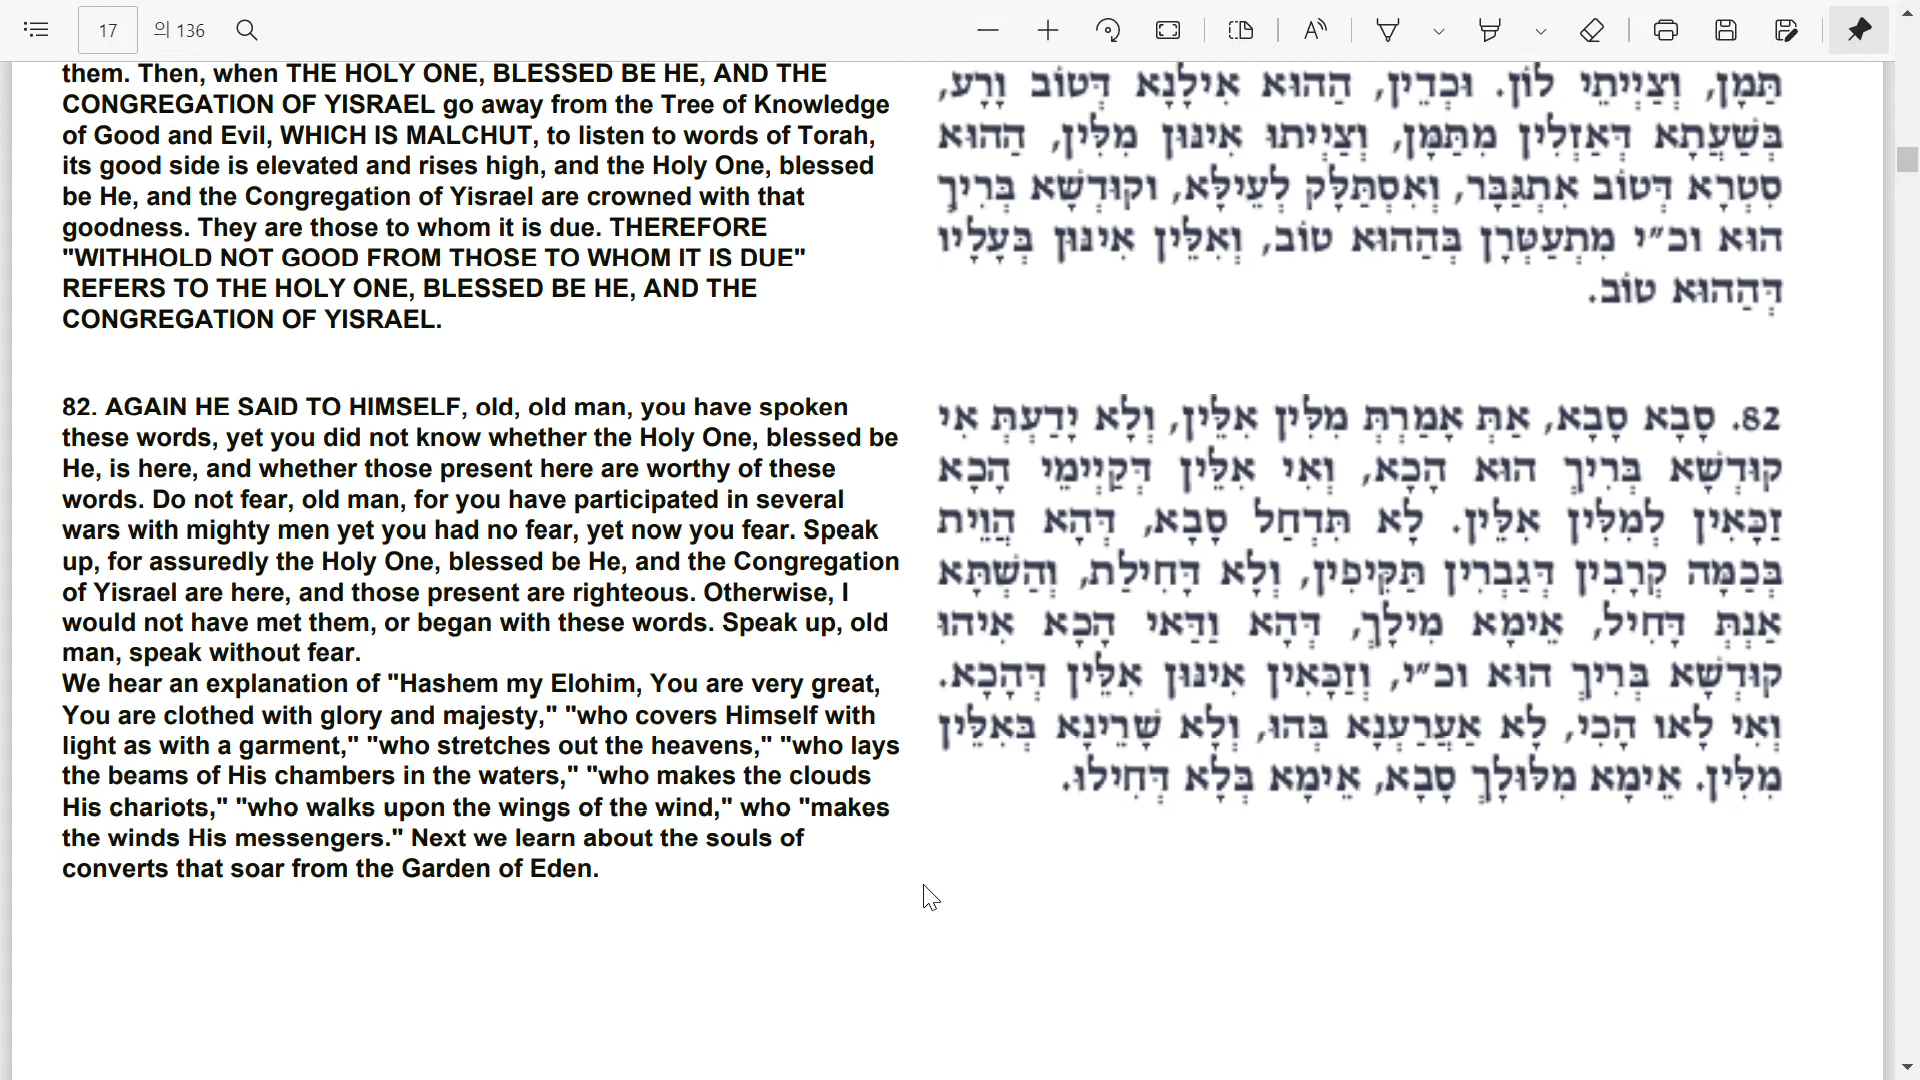 17
의 136
them. Then, when THE HOLY ONE, BLESSED BE HE, AND THE
CONGREGATION OF YISRAEL go away from the Tree of Knowledge
of Good and Evil, WHICH IS MALCHUT, to listen to words of Torah,
its good side is elevated and rises high, and the Holy One, blessed
be He, and the Congregation of Yisrael are crowned with that
goodness. They are those to whom it is due. THEREFORE
"WITHHOLD NOT GOOD FROM THOSE TO WHOM IT IS DUE"
REFERS TO THE HOLY ONE, BLESSED BE HE, AND THE
CONGREGATION OF YISRAEL.
82. AGAIN HE SAID TO HIMSELF, old, old man, you have spoken
these words, yet you did not know whether the Holy One, blessed be
He, is here, and whether those present here are worthy of these
words. Do not fear, old man, for you have participated in several
wars with mighty men yet you had no fear, yet now you fear. Speak
up, for assuredly the Holy One, blessed be He, and the Congregation
of Yisrael are here, and those present are righteous. Otherwise, I
would not have met them, or began with these words. Speak up, old
man, speak without fear.
We hear an explanation of "Hashem my Elohim, You are very great,
You are clothed with glory and majesty," "who covers Himself with
light as with a garment," "who stretches out the heavens," "who lays
the beams of His chambers in the waters," "who makes the clouds
His chariots," "who walks upon the wings of the wind," who "makes
the winds His messengers." Next we learn about the souls of
converts that soar from the Garden of Eden.
תַּמָּן, וְצַיְיתֵי לוֹן. וּכְדֵין, הַהוּא אִילָנָא דְּטוֹב וָרָע,
בְּשַׁעֲתָא דְּאַזְלִין מִתַּמָּן, וְצַיְיתוּ אִינּוּן מִלִּין, הַהוּא
סִטְרָא דְּטוֹב אִתְגַּבָּר, וְאִסְתַּלָּק לְעֵילָּא, וקוּדְשָׁא בְּרִיךְ
הוּא וכ״י מִתְעַטְּרָן בְּהַהוּא טוֹב, וְאִלֵּין אִינּוּן בְּעָלָיו
דְּהַהוּא טוֹב.
82. סָבָא סָבָא, אַתְּ אָמַרְתְּ מִלִּין אִלֵּין, וְלָא יָדַעְתְּ אִי
קוּדְשָׁא בְּרִיךְ הוּא הָכָא, וְאִי אִלֵּין דְּקַיְימֵי הָכָא
זַכָּאִין לְמִלִּין אִלֵּין. לָא תִּדְחַל סָבָא, דְּהָא הֲוֵית
בְּכַמָּה קְרָבִין דְּגַבְרִין תַּקִּיפִין, וְלָא דָּחִילַת, וְהַשְׁתָּא
אַנְתְּ דָּחִיל, אֵימָא מִילָךְ, דְּהָא וַדַּאי הָכָא אִיהוּ
קוּדְשָׁא בְּרִיךְ הוּא וכ״י, וְזַכָּאִין אִינּוּן אִלֵּין דְּהָכָא.
וְאִי לָאו הָכִי, לָא אַעֲרַעְנָא בְּהוּ, וְלָא שָׁרֵינָא בְּאִלֵּין
מִלִּין. אֵימָא מִלּוּלָךְ סָבָא, אֵימָא בְּלָא דְּחִילוּ.